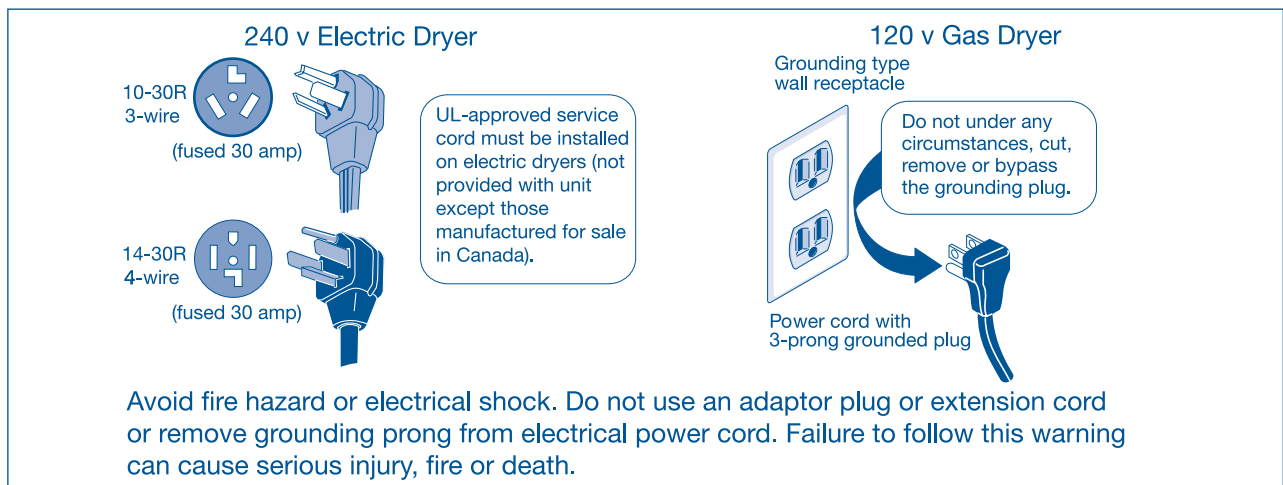 240 v Electric Dryer
10-30R
3-wire
(fused 30 amp)
14-30R
4-wire
(fused 30 amp)
UL-approved service
cord must be installed
on electric dryers (not
provided with unit
except those
manufactured for sale
in Canada).
120 v Gas Dryer
Grounding type
wall receptacle
Do not under any
circumstances, cut,
remove or bypass
the grounding plug.
Power cord with
3-prong grounded plug
Avoid fire hazard or electrical shock. Do not use an adaptor plug or extension cord
or remove grounding prong from electrical power cord. Failure to follow this warning
can cause serious injury, fire or death.